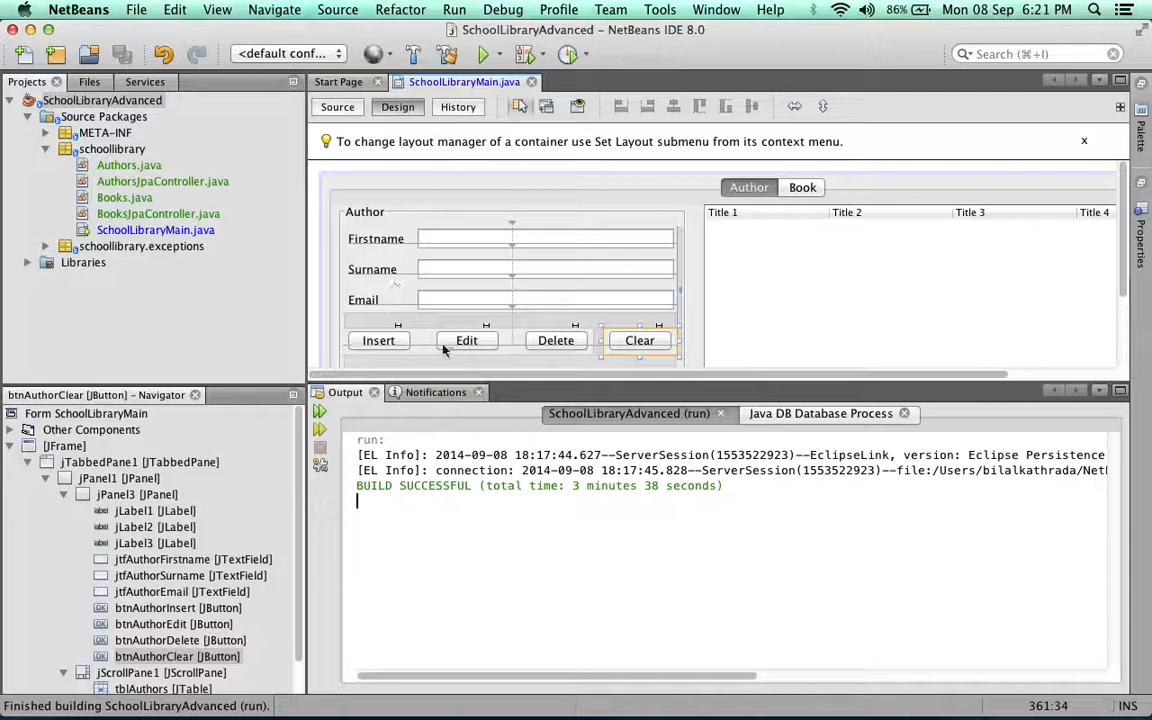 NetBeans File Edit View Navigate Source Refactor Run Debug Profile Team Tools Window Help 86% Mon 08 Sep 6:21 PM
SchoolLibraryAdvanced - NetBeans IDE 8.0
<default conf... Search (⌘+I)
Projects Files Services
SchoolLibraryAdvanced
Source Packages
META-INF
schoollibrary
Authors.java
AuthorsJpaController.java
Books.java
BooksJpaController.java
SchoolLibraryMain.java
schoollibrary.exceptions
Libraries
Start Page SchoolLibraryMain.java
Source Design History
To change layout manager of a container use Set Layout submenu from its context menu. x
Author Book
Author
Firstname
Surname
Email
Insert Edit Delete Clear
Title 1 Title 2 Title 3 Title 4
Palette
Properties
btnAuthorClear [JButton] - Navigator
Form SchoolLibraryMain
Other Components
[JFrame]
jTabbedPane1 [JTabbedPane]
jPanel1 [JPanel]
jPanel3 [JPanel]
jLabel1 [JLabel]
jLabel2 [JLabel]
jLabel3 [JLabel]
jtfAuthorFirstname [JTextField]
jtfAuthorSurname [JTextField]
jtfAuthorEmail [JTextField]
btnAuthorInsert [JButton]
btnAuthorEdit [JButton]
btnAuthorDelete [JButton]
btnAuthorClear [JButton]
jScrollPane1 [JScrollPane]
tblAuthors [JTable]
Output Notifications
SchoolLibraryAdvanced (run) Java DB Database Process
run:
[EL Info]: 2014-09-08 18:17:44.627--ServerSession(1553522923)--EclipseLink, version: Eclipse Persistence
[EL Info]: connection: 2014-09-08 18:17:45.828--ServerSession(1553522923)--file:/Users/bilalkathrada/Net
BUILD SUCCESSFUL (total time: 3 minutes 38 seconds)
Finished building SchoolLibraryAdvanced (run). 361:34 INS